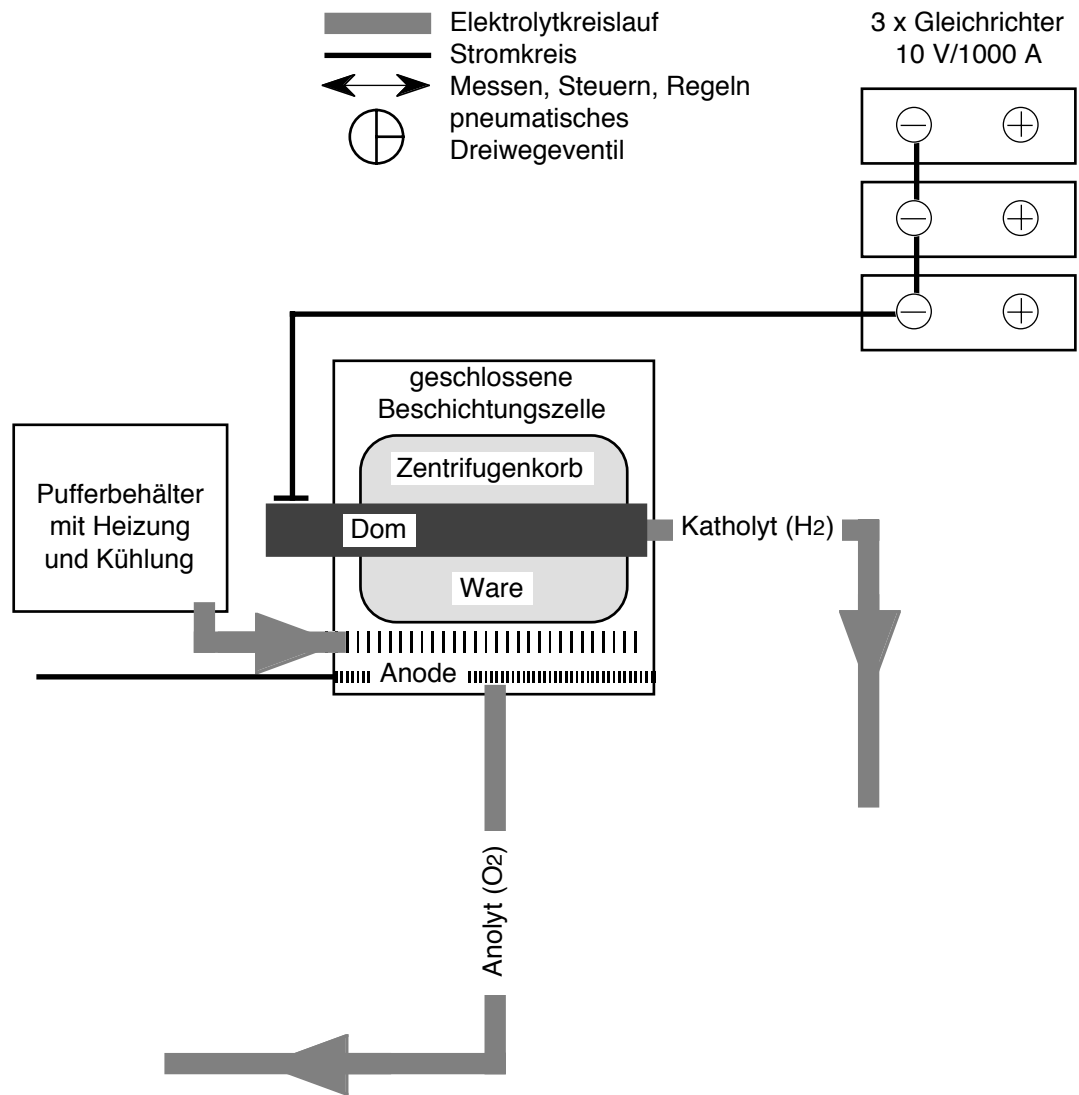 Elektrolytkreislauf
Stromkreis
Messen, Steuern, Regeln
pneumatisches
Dreiwegeventil
3 x Gleichrichter
10 V/1000 A
geschlossene
Beschichtungszelle
Zentrifugenkorb
Pufferbehälter
mit Heizung
und Kühlung
Dom
Katholyt (H2)
Ware
Anode
Anolyt (O2)